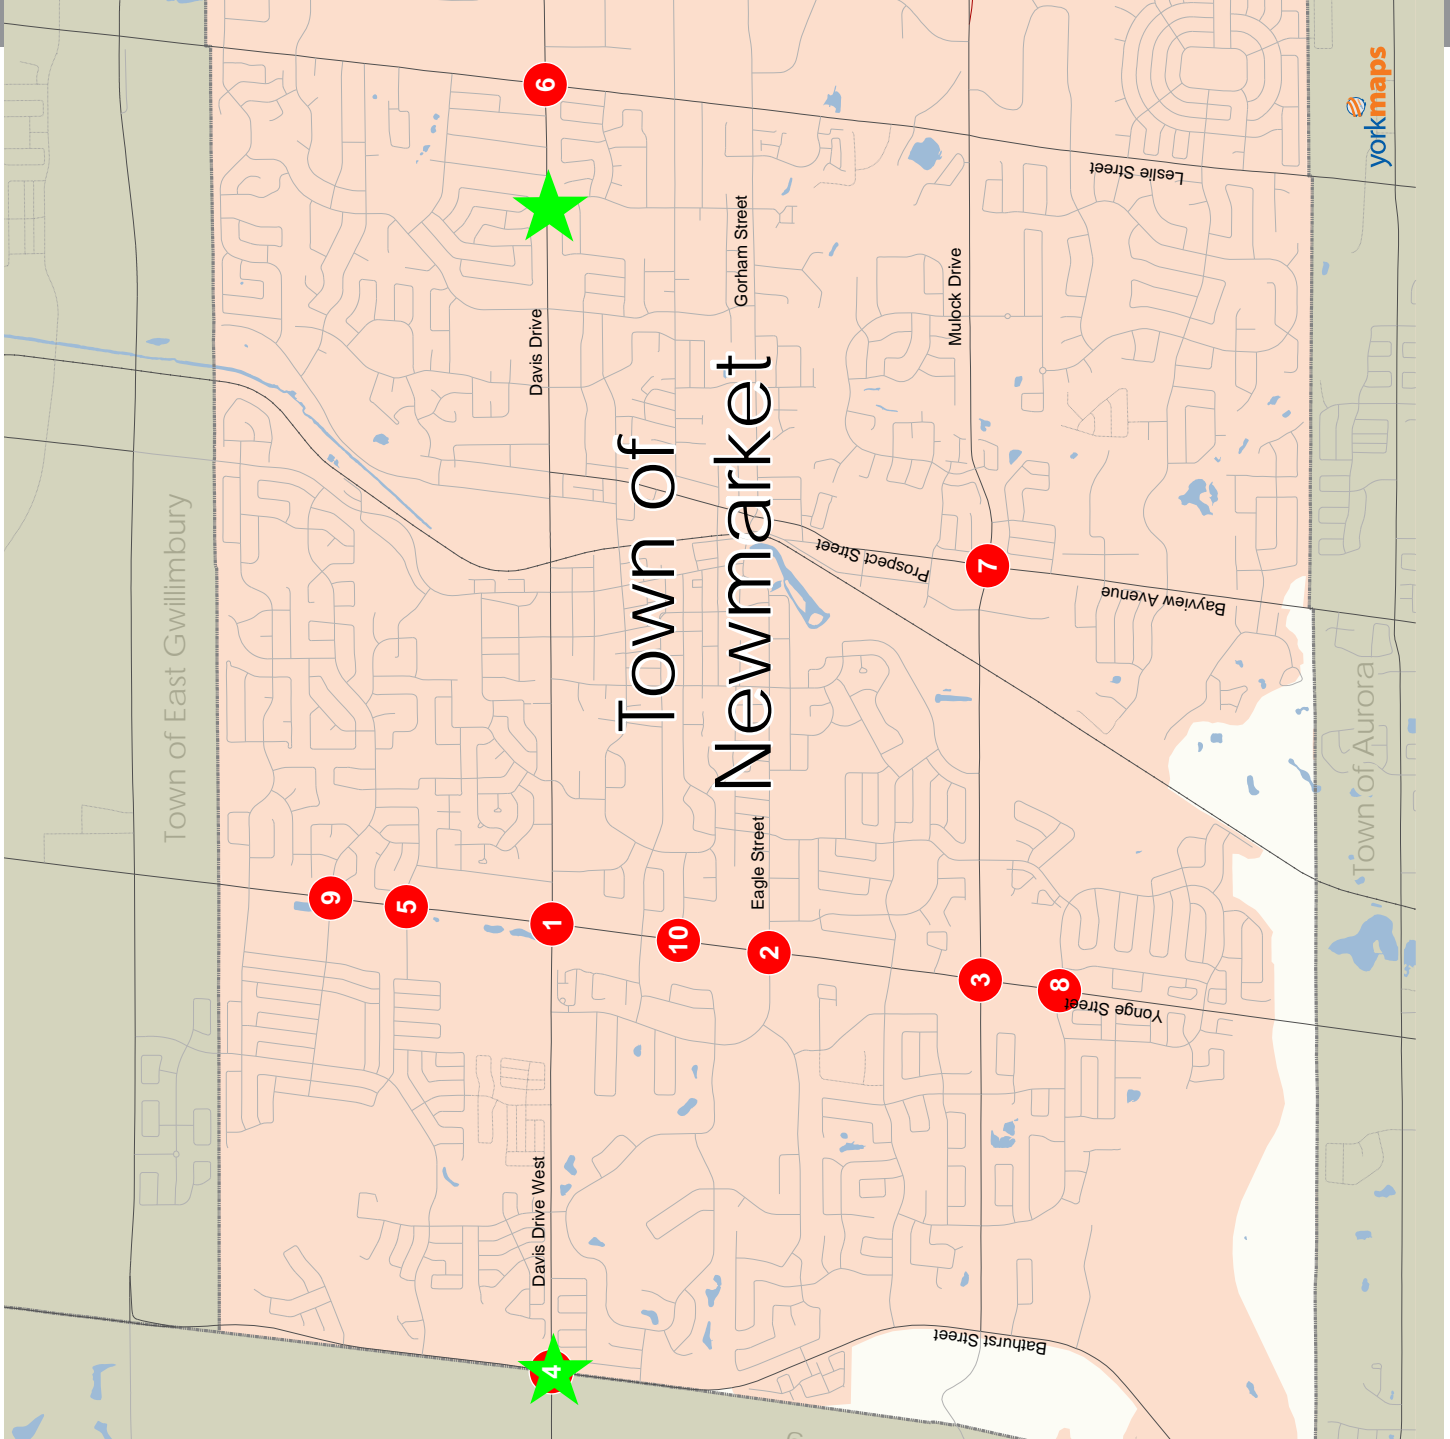 yorkmaps
6
Leslie Street
Gorham Street
Mulock Drive
Davis Drive
Town of
Newmarket
Town of East Gwillimbury
Prospect Street
7
Bayview Avenue
Town of Aurora
9
5
1
10
Eagle Street
2
3
8
Yonge Street
Davis Drive West
4
Bathurst Street